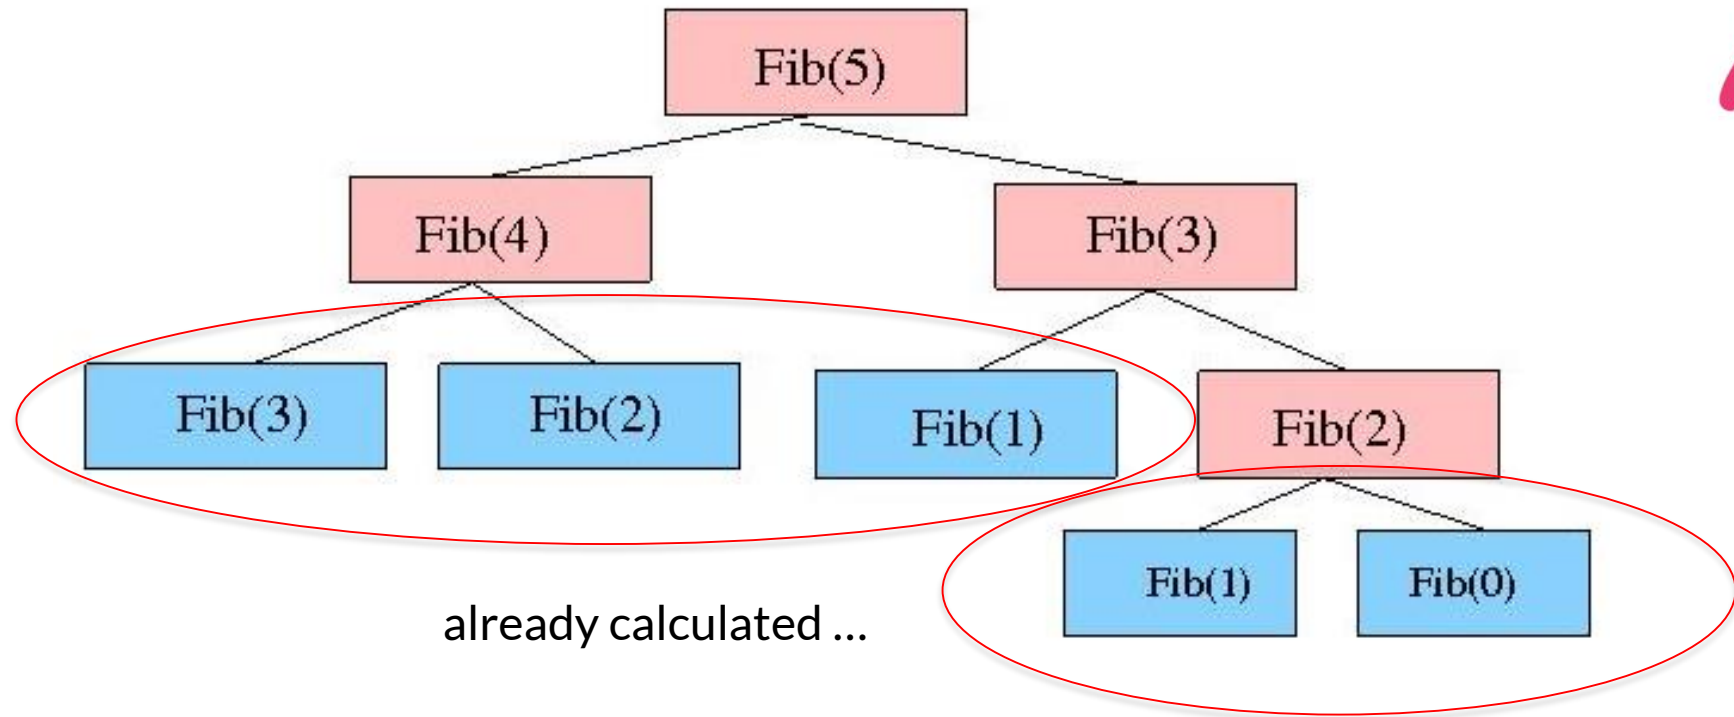 Fib(5)
Fib(4)
Fib(3)
Fib(3)
Fib(2)
Fib(1)
Fib(2)
Fib(1)
Fib(0)
already calculated ...